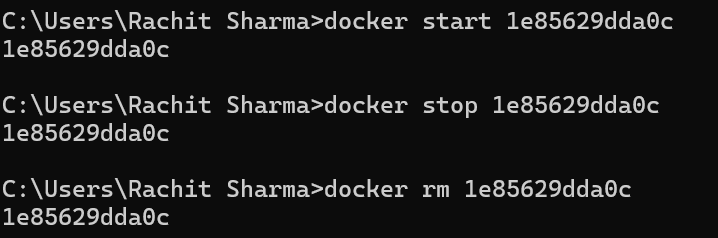 C:\Users\Rachit Sharma>docker start 1e85629dda0c
1e85629dda0c
C:\Users\Rachit Sharma>docker stop 1e85629dda0c
1e85629dda0c
C:\Users\Rachit Sharma>docker rm 1e85629dda0c
1e85629dda0c